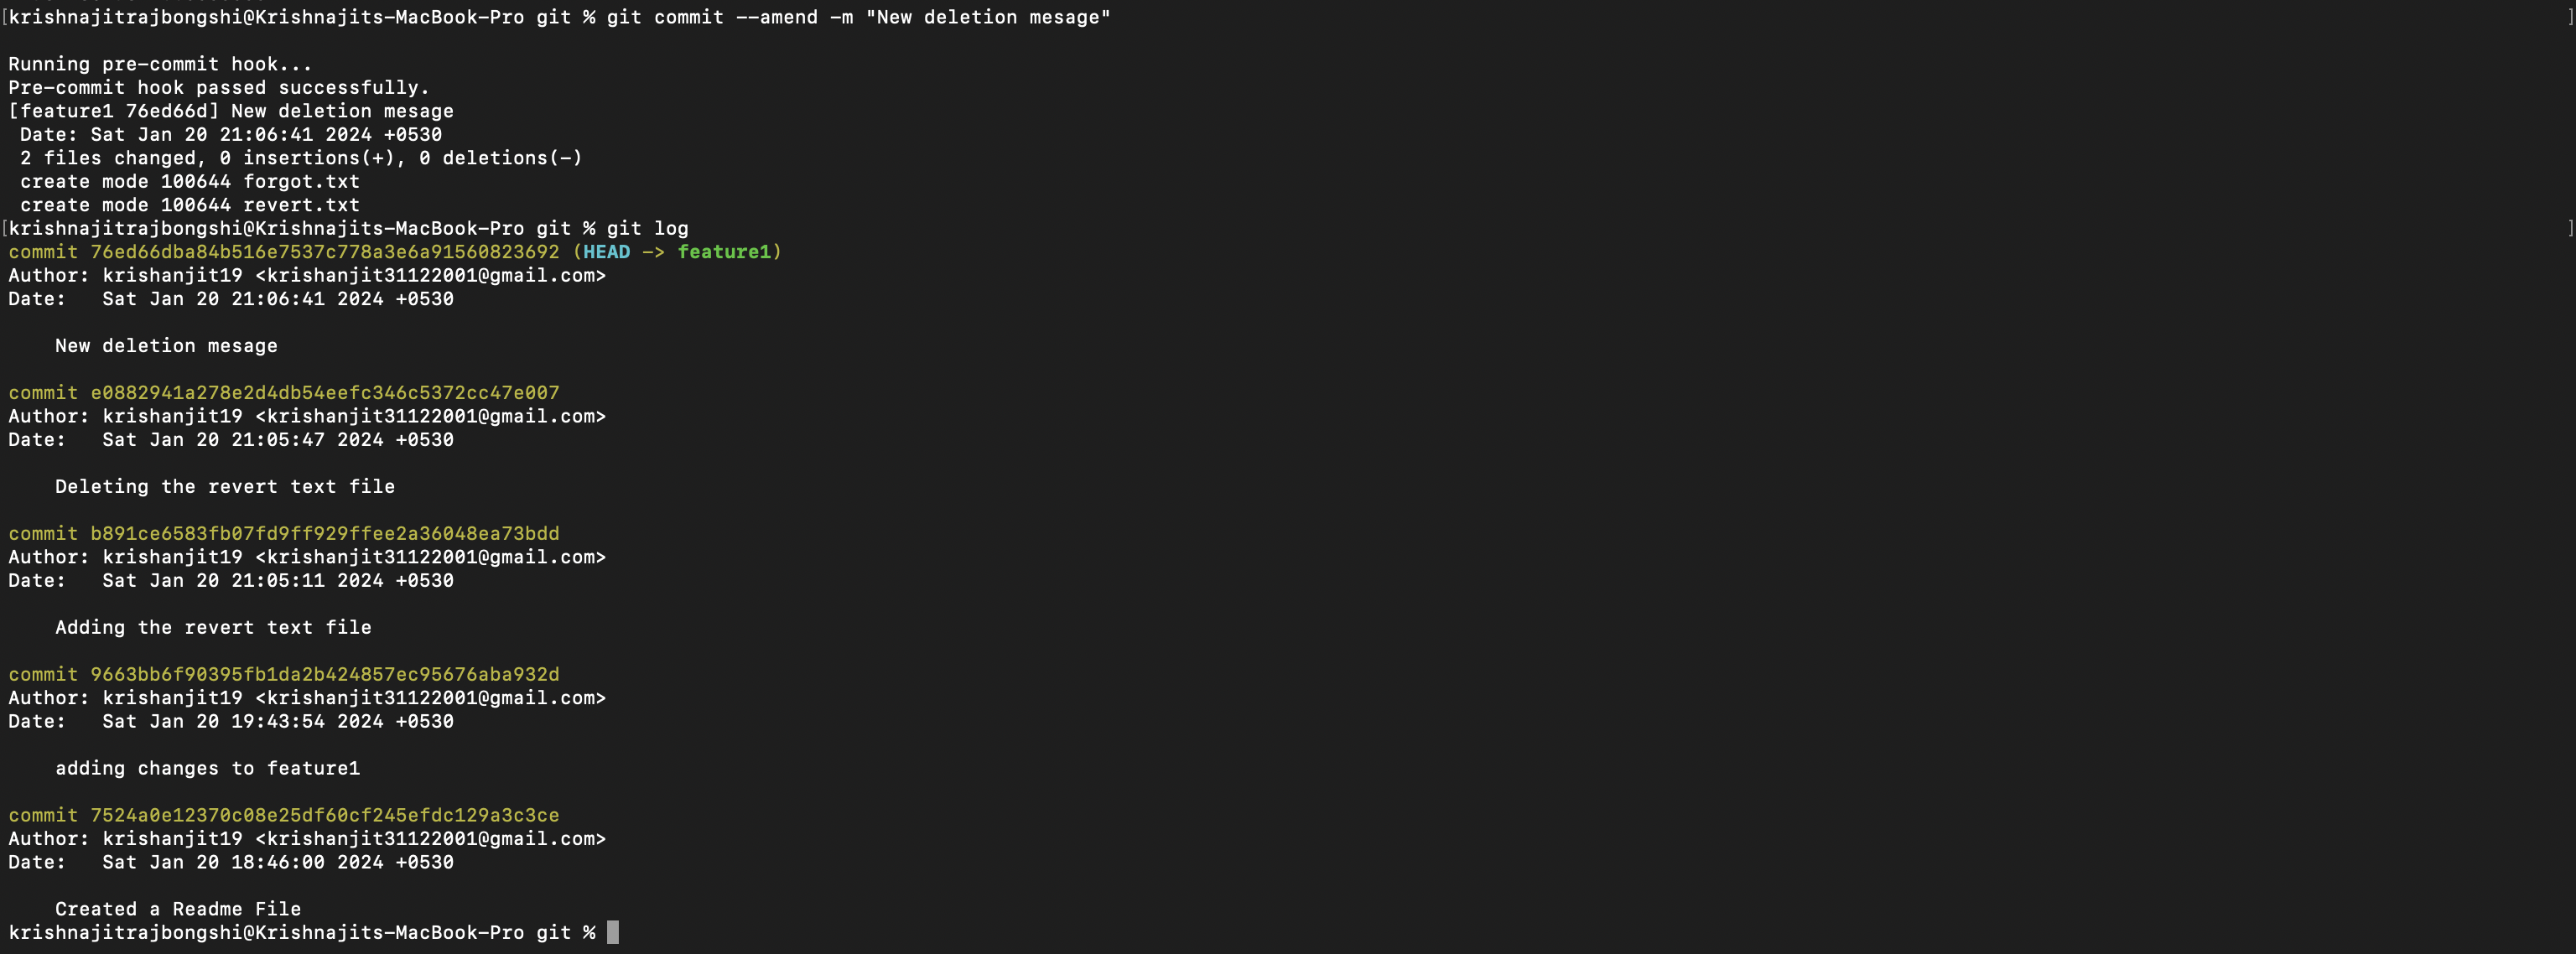 [krishnajitrajbongshi@Krishnajits-MacBook-Pro git % git commit --amend -m "New deletion mesage" ]
Running pre-commit hook...
Pre-commit hook passed successfully.
[feature1 76ed66d] New deletion mesage
 Date: Sat Jan 20 21:06:41 2024 +0530
 2 files changed, 0 insertions(+), 0 deletions(-)
 create mode 100644 forgot.txt
 create mode 100644 revert.txt
[krishnajitrajbongshi@Krishnajits-MacBook-Pro git % git log ]
commit 76ed66dba84b516e7537c778a3e6a91560823692 (HEAD -> feature1)
Author: krishanjit19 <krishanjit31122001@gmail.com>
Date:   Sat Jan 20 21:06:41 2024 +0530
    New deletion mesage
commit e0882941a278e2d4db54eefc346c5372cc47e007
Author: krishanjit19 <krishanjit31122001@gmail.com>
Date:   Sat Jan 20 21:05:47 2024 +0530
    Deleting the revert text file
commit b891ce6583fb07fd9ff929ffee2a36048ea73bdd
Author: krishanjit19 <krishanjit31122001@gmail.com>
Date:   Sat Jan 20 21:05:11 2024 +0530
    Adding the revert text file
commit 9663bb6f90395fb1da2b424857ec95676aba932d
Author: krishanjit19 <krishanjit31122001@gmail.com>
Date:   Sat Jan 20 19:43:54 2024 +0530
    adding changes to feature1
commit 7524a0e12370c08e25df60cf245efdc129a3c3ce
Author: krishanjit19 <krishanjit31122001@gmail.com>
Date:   Sat Jan 20 18:46:00 2024 +0530
    Created a Readme File
krishnajitrajbongshi@Krishnajits-MacBook-Pro git %